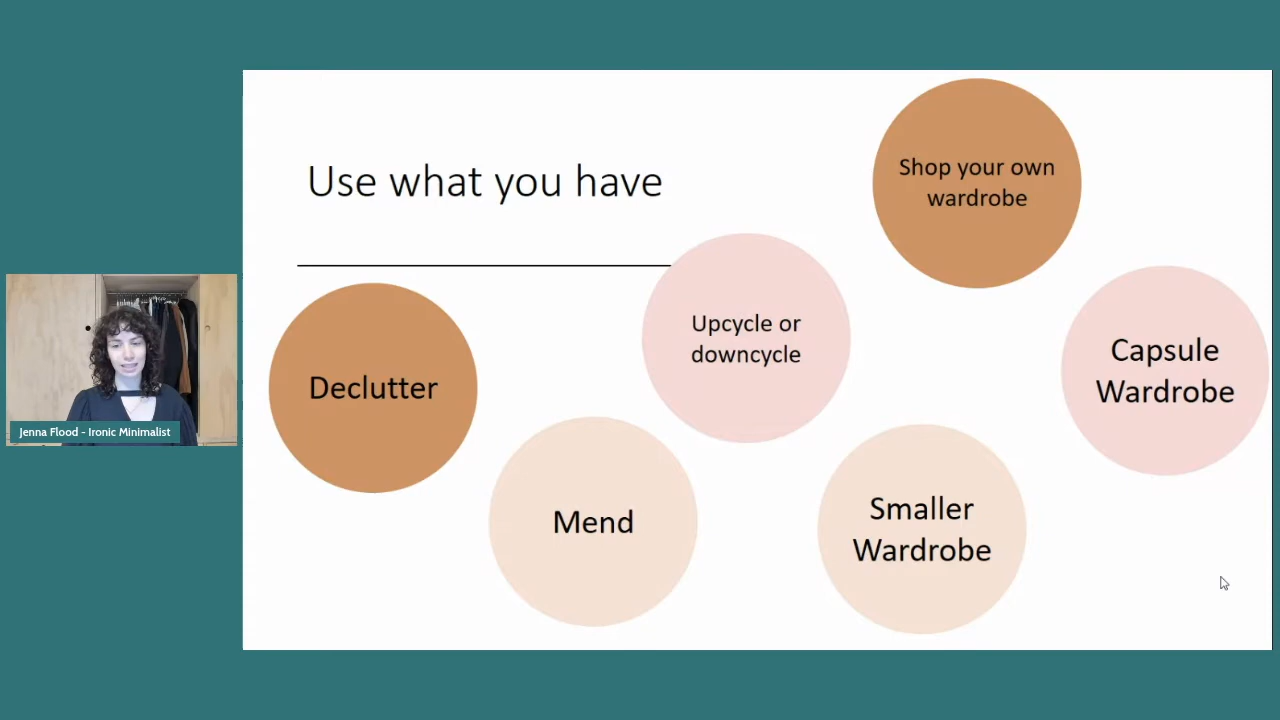 Use what you have
Shop your own
wardrobe
Upcycle or
downcycle
Capsule
Wardrobe
Declutter
Mend
Smaller
Wardrobe
Jenna Flood - Ironic Minimalist